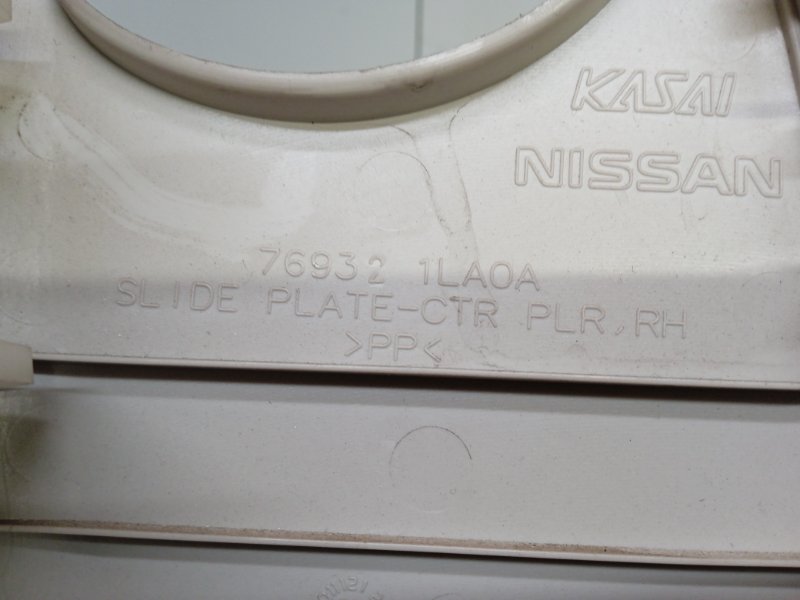 KASAI
NISSAN
76932 1LA0A
SLIDE PLATE-CTR PLR,RH
>PP<